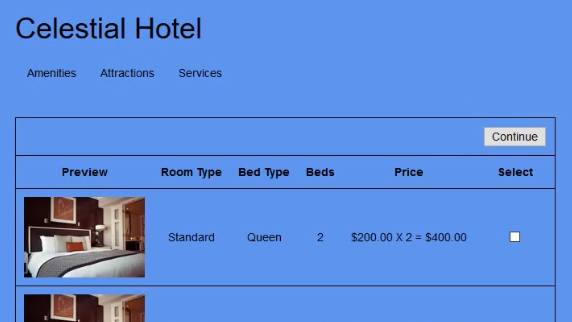 Celestial Hotel
Amenities Attractions Services
Continue
Preview Room Type Bed Type Beds Price Select
Standard Queen 2 $200.00 X 2 = $400.00